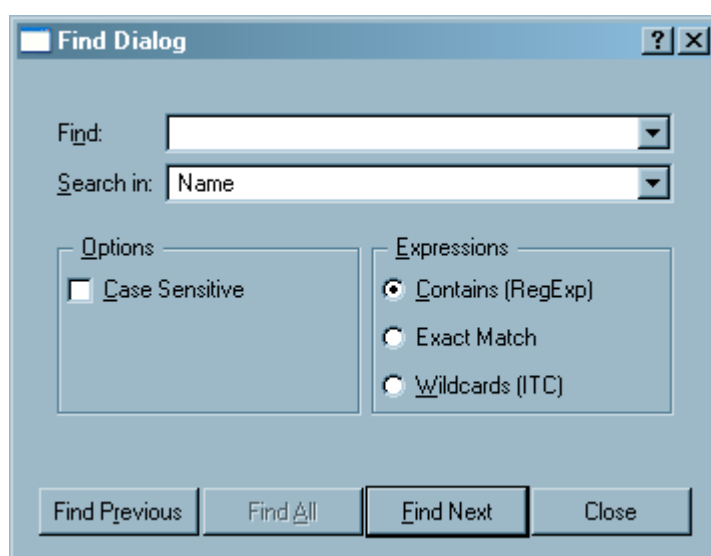 Find Dialog
Find:
Search in: Name
Options
Case Sensitive
Expressions
Contains (RegExp)
Exact Match
Wildcards (ITC)
Find Previous Find All Find Next Close